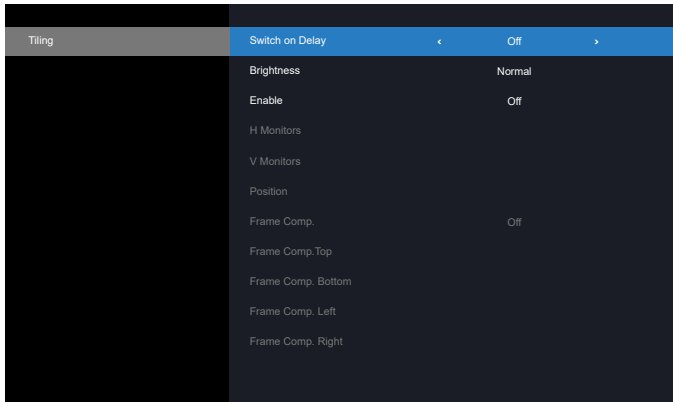 Tiling
Switch on Delay ‹ Off ›
Brightness Normal
Enable Off
H Monitors
V Monitors
Position
Frame Comp. Off
Frame Comp.Top
Frame Comp. Bottom
Frame Comp. Left
Frame Comp. Right